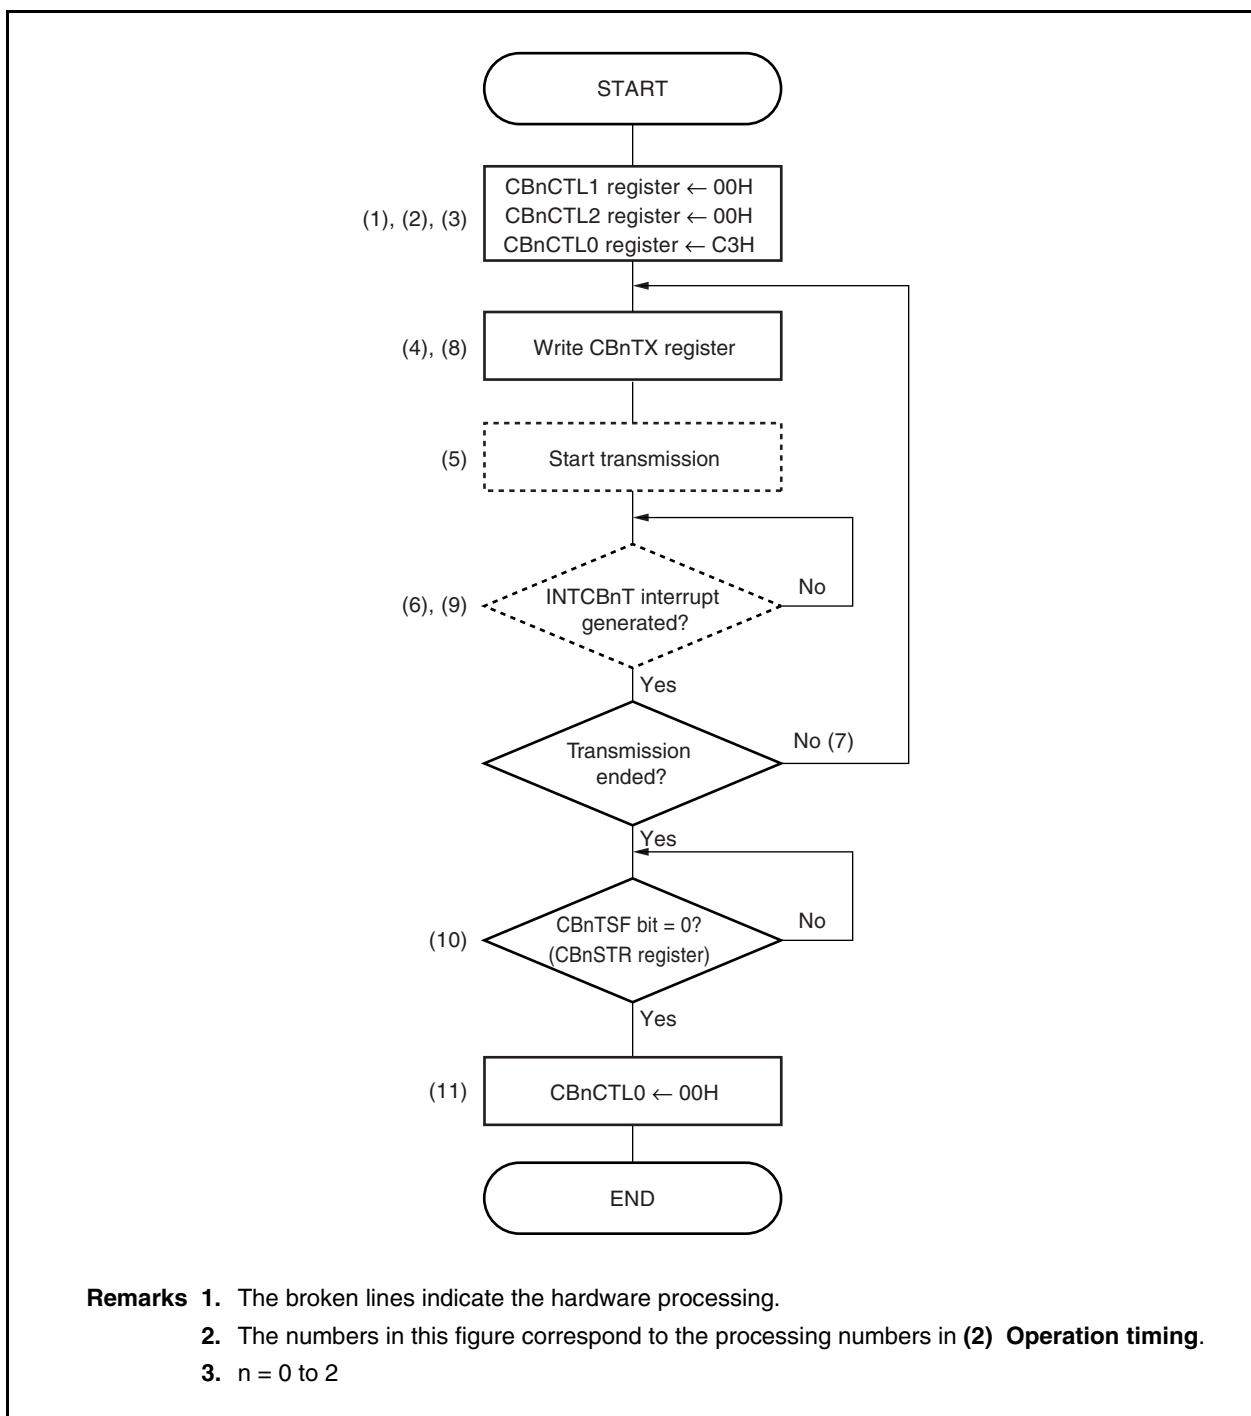 START
(1), (2), (3)
CBnCTL1 register ← 00H
CBnCTL2 register ← 00H
CBnCTL0 register ← C3H
(4), (8)
Write CBnTX register
(5)
Start transmission
(6), (9)
INTCBnT interrupt
generated?
No
Yes
Transmission
ended?
No (7)
Yes
(10)
CBnTSF bit = 0?
(CBnSTR register)
No
Yes
(11)
CBnCTL0 ← 00H
END
Remarks 1. The broken lines indicate the hardware processing.
2. The numbers in this figure correspond to the processing numbers in (2) Operation timing.
3. n = 0 to 2